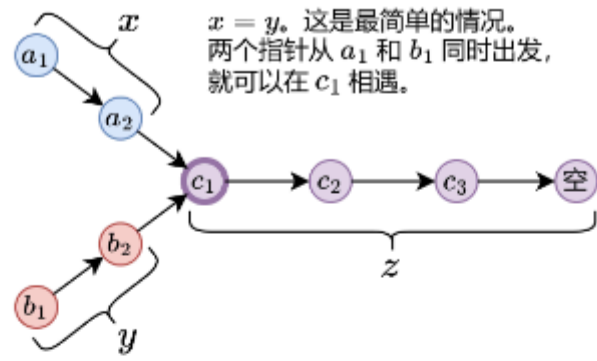 x
x = y。这是最简单的情况。
两个指针从 a₁ 和 b₁ 同时出发，
就可以在 c₁ 相遇。
a₁
a₂
c₁
c₂
c₃
空
b₂
b₁
z
y